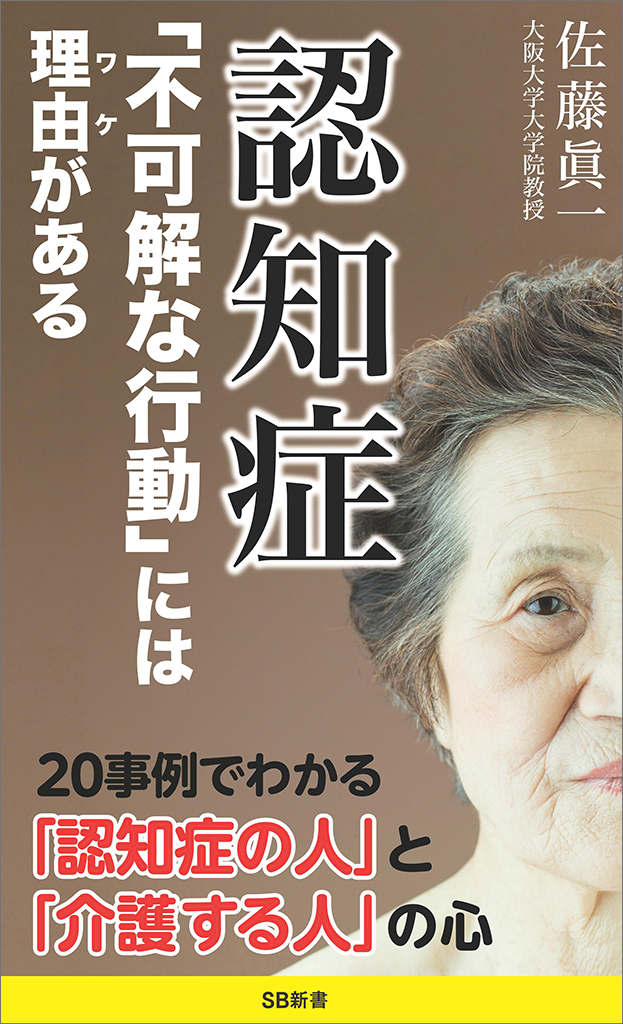 佐藤眞一
大阪大学大学院教授
認知症
「不可解な行動」には
理由がある
ワケ
20事例でわかる
「認知症の人」と
「介護する人」の心
SB新書